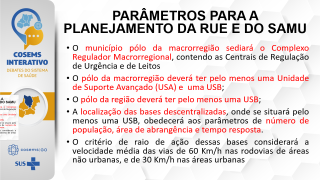 PARÂMETROS PARA A
PLANEJAMENTO DA RUE E DO SAMU
COSEMS
INTERATIVO
DEBATES DO SISTEMA
DE SAÚDE
• O município pólo da macrorregião sediará o Complexo
Regulador Macrorregional, contendo as Centrais de Regulação
de Urgência e de Leitos
• O pólo da macrorregião deverá ter pelo menos uma Unidade
de Suporte Avançado (USA) e uma USB;
• O pólo da região deverá ter pelo menos uma USB;
• A localização das bases descentralizadas, onde se situará pelo
menos uma USB, obedecerá aos parâmetros de número de
população, área de abrangência e tempo resposta.
• O critério de raio de ação dessas bases considerará a
velocidade média das vias de 60 Km/h nas rodovias de áreas
não urbanas, e de 30 Km/h nas áreas urbanas
SUS